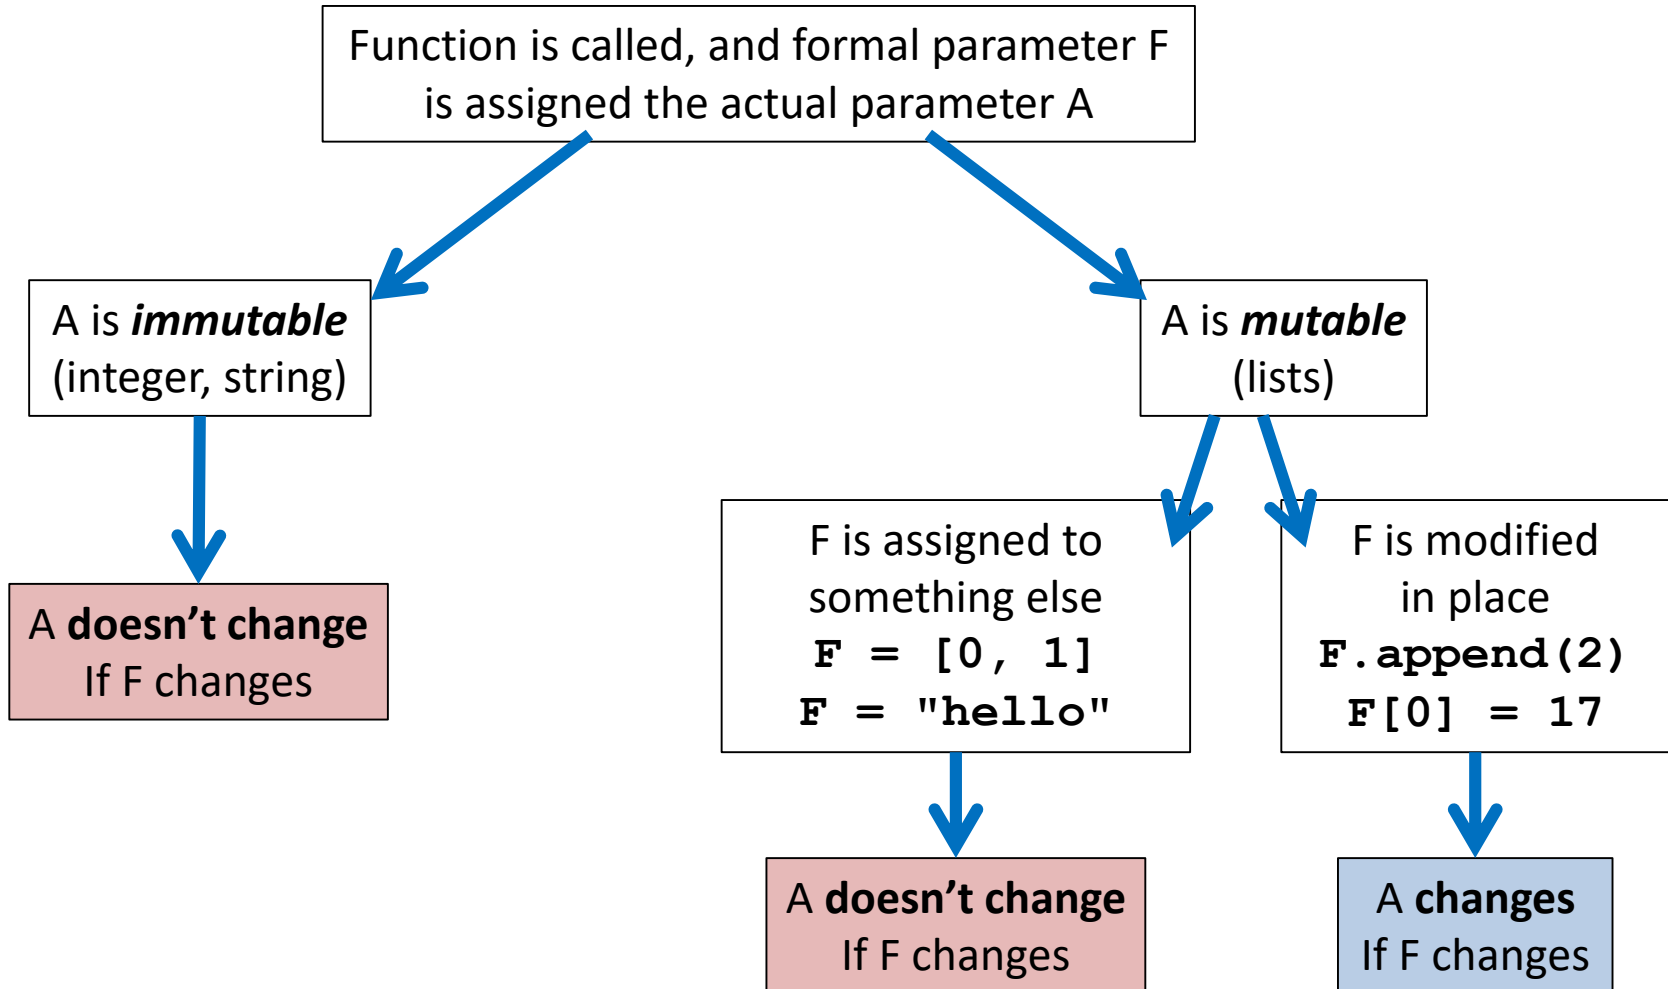 Function is called, and formal parameter F
is assigned the actual parameter A
A is immutable
(integer, string)
A is mutable
(lists)
F is assigned to
something else
F = [0, 1]
F = "hello"
F is modified
in place
F.append(2)
F[0] = 17
A doesn’t change
If F changes
A doesn’t change
If F changes
A changes
If F changes